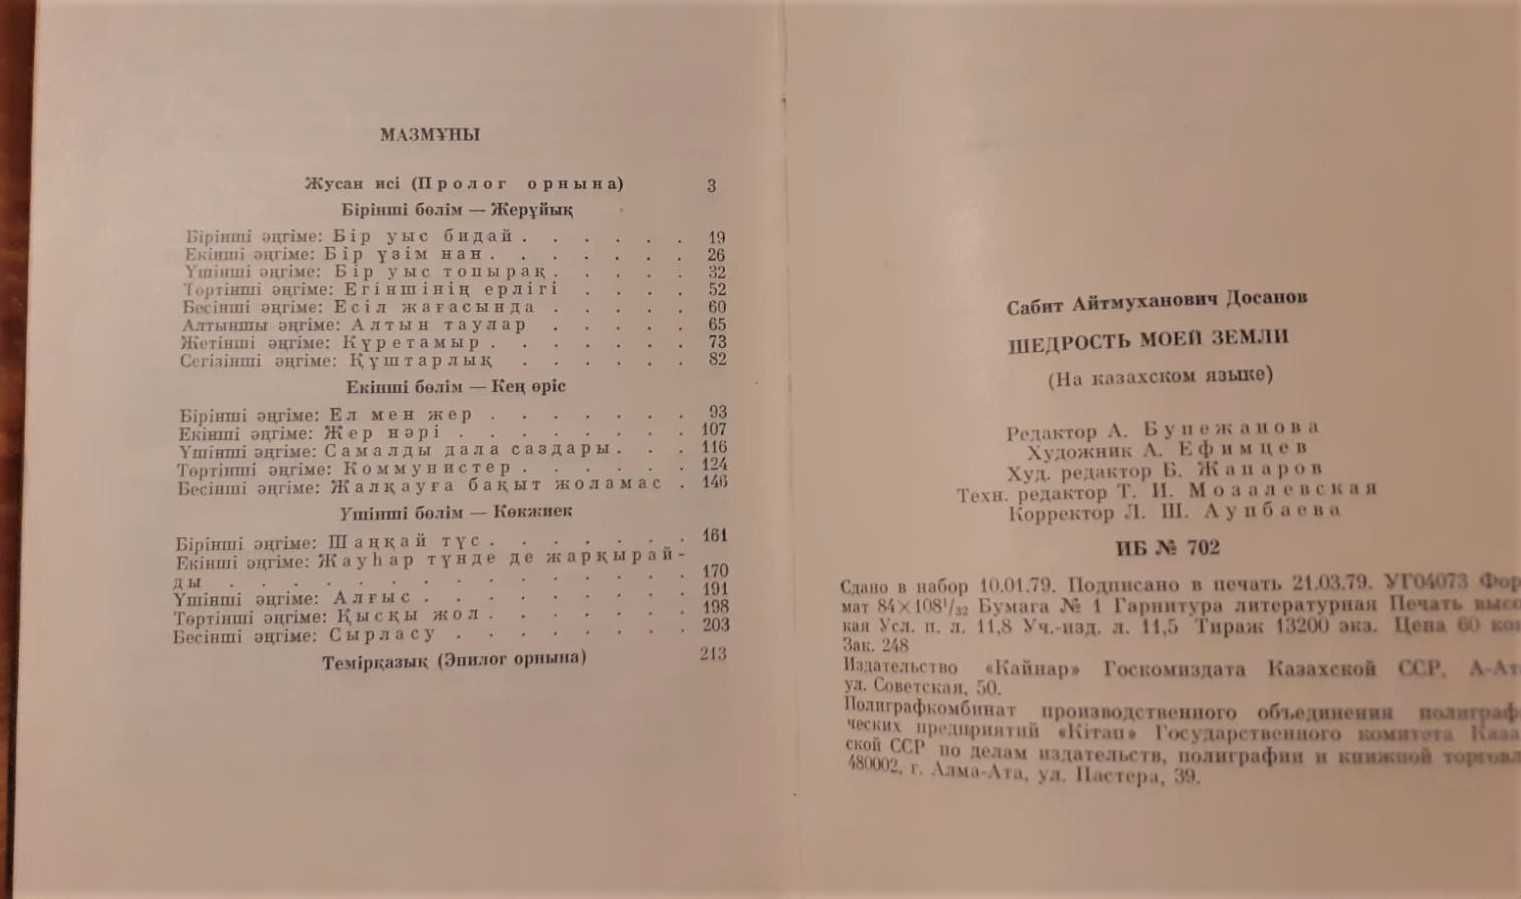 МАЗМҰНЫ
Жусан исі (Пролог орнына) 3
Бірінші бөлім — Жерұйық
Бірінші әңгіме: Бір уыс бидай . . . . . . 19
Екінші әңгіме: Бір үзім нан . . . . . . . 26
Үшінші әңгіме: Бір уыс топырақ . . . . . 32
Төртінші әңгіме: Егіншінің ерлігі . . . . 52
Бесінші әңгіме: Есіл жағасында . . . . . 60
Алтыншы әңгіме: Алтын таулар . . . . . 65
Жетінші әңгіме: Күретамыр . . . . . . . 73
Сегізінші әңгіме: Құштарлық . . . . . . 82
Екінші бөлім — Кең өріс
Бірінші әңгіме: Ел мен жер . . . . . . . 93
Екінші әңгіме: Жер нәрі . . . . . . . . 107
Үшінші әңгіме: Самалды дала саздары . . . 116
Төртінші әңгіме: Коммунистер . . . . . . 124
Бесінші әңгіме: Жалқауға бақыт жоламас . 146
Үшінші бөлім — Көкжиек
Бірінші әңгіме: Шаңқай түс . . . . . . . 161
Екінші әңгіме: Жауһар түнде де жарқырай-
ды . . . . . . . . . . . . . . . 170
Үшінші әңгіме: Алғыс . . . . . . . . . 191
Төртінші әңгіме: Қысқы жол . . . . . . . 198
Бесінші әңгіме: Сырласу . . . . . . . . 203
Темірқазық (Эпилог орнына) 213
Сабит Айтмуханович Досанов
ЩЕДРОСТЬ МОЕЙ ЗЕМЛИ
(На казахском языке)
Редактор А. Бупежанова
Художник А. Ефимцев
Худ. редактор Б. Жапаров
Техн. редактор Т. И. Мозалевская
Корректор Л. Ш. Аупбаева
ИБ № 702
Сдано в набор 10.01.79. Подписано в печать 21.03.79. УГ04073 Фор
мат 84×108¹/₃₂ Бумага № 1 Гарнитура литературная Печать высо
кая Усл. п. л. 11,8 Уч.-изд. л. 11,5 Тираж 13200 экз. Цена 60 коп
Зак. 248
Издательство «Кайнар» Госкомиздата Казахской ССР, А-Ат
ул. Советская, 50.
Полиграфкомбинат производственного объединения полиграф
ческих предприятий «Кітап» Государственного комитета Каза
ской ССР по делам издательств, полиграфии и книжной торговл
480002, г. Алма-Ата, ул. Пастера, 39.